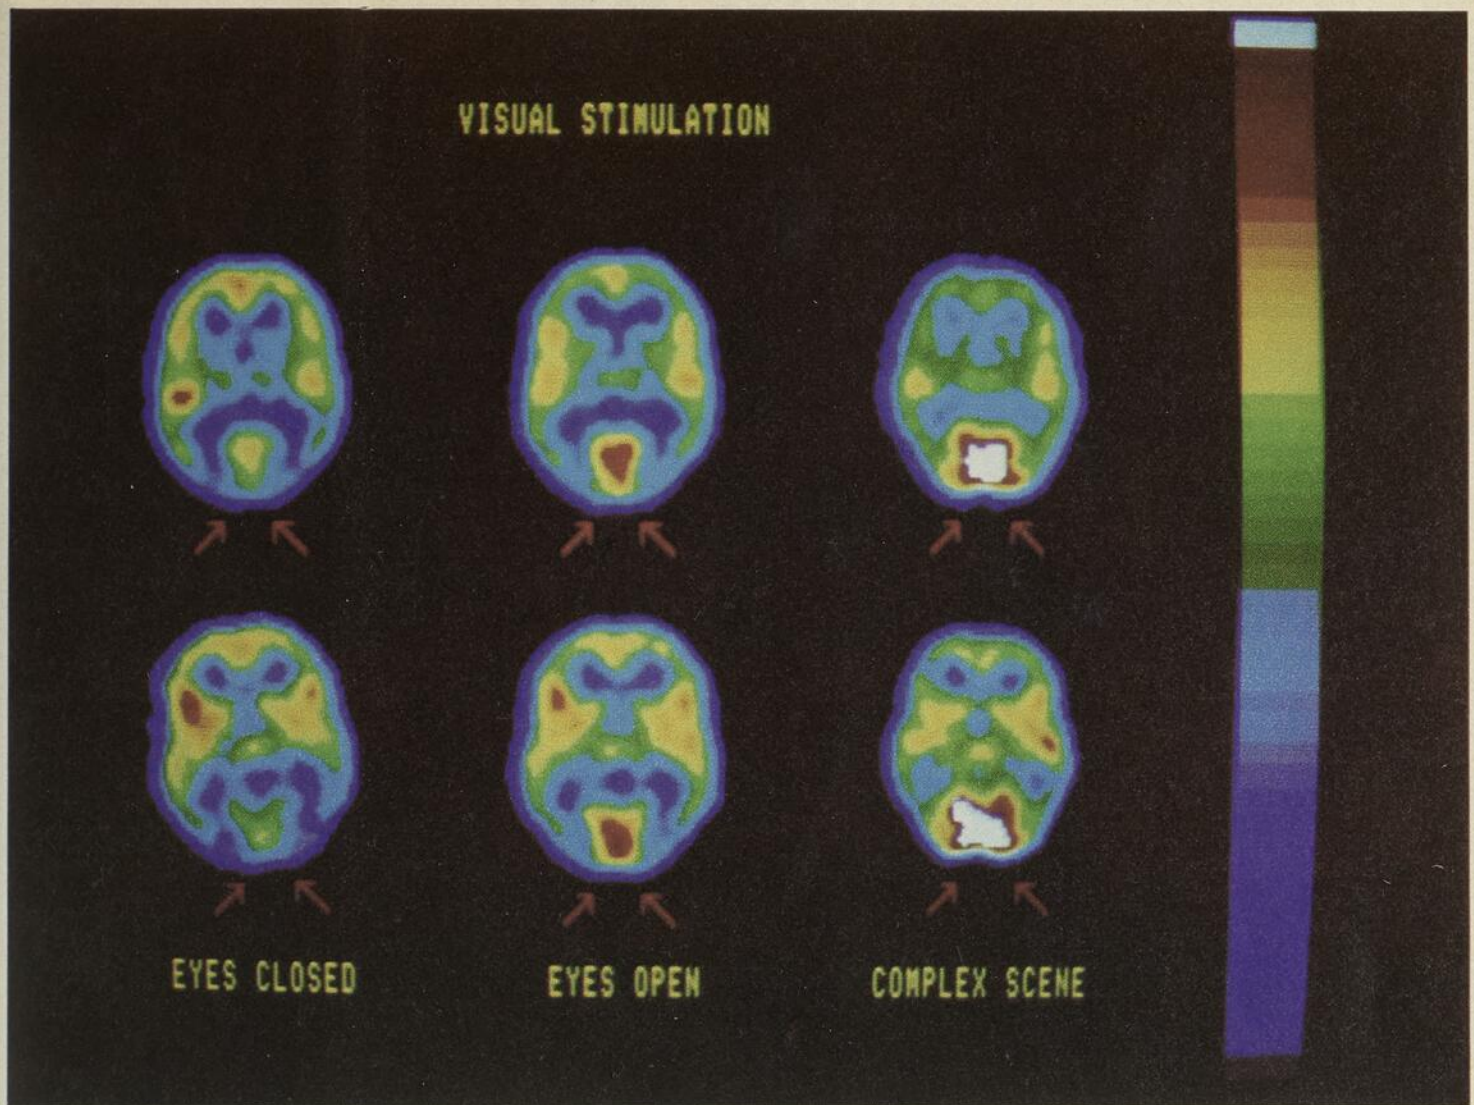 VISUAL STIMULATION
EYES CLOSED
EYES OPEN
COMPLEX SCENE